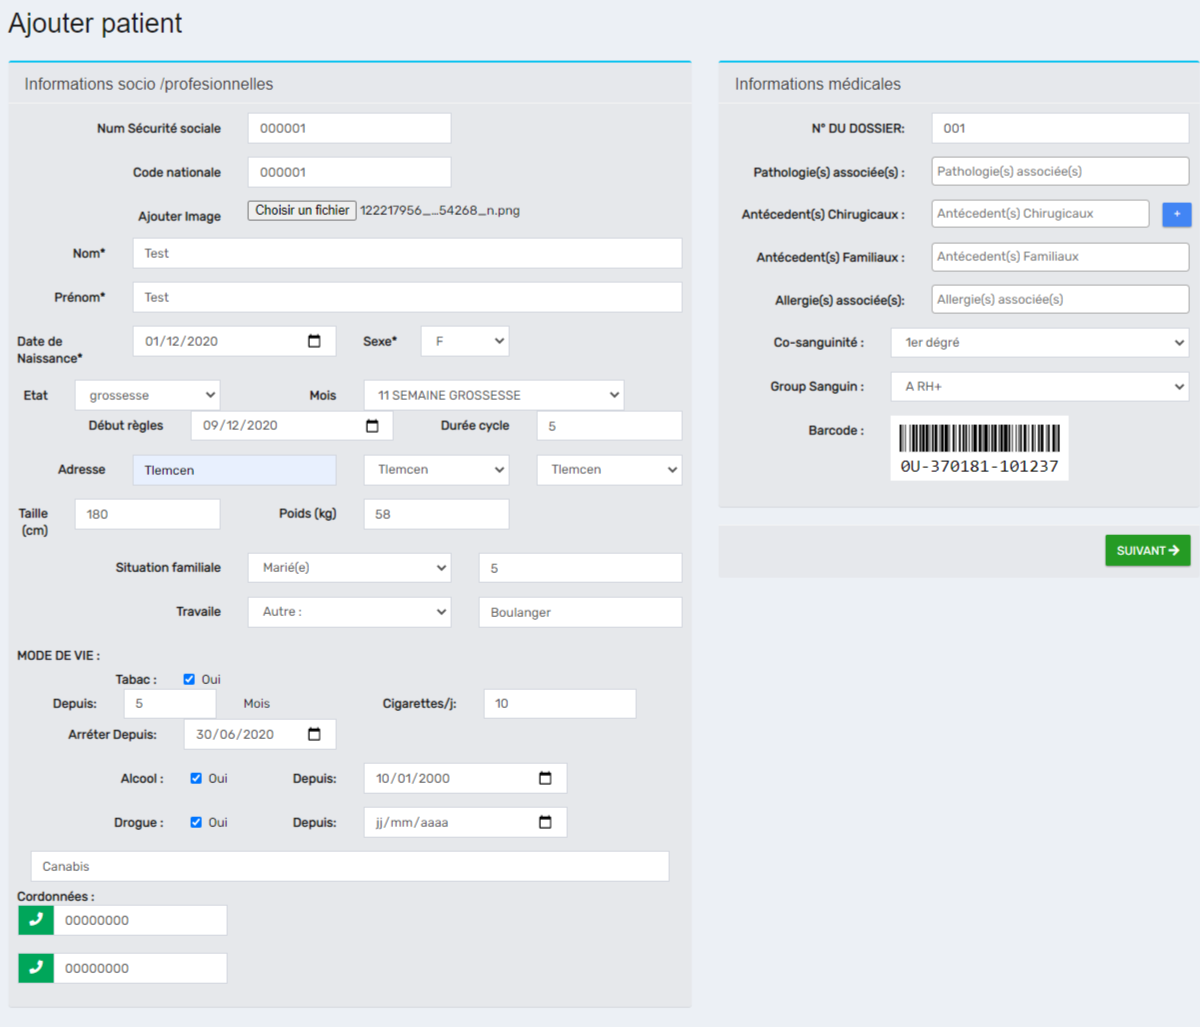 Ajouter patient
Informations socio /profesionnelles
Num Sécurité sociale 000001
Code nationale 000001
Ajouter Image Choisir un fichier 122217956_...54268_n.png
Nom* Test
Prénom* Test
Date de Naissance* 01/12/2020 Sexe* F
Etat grossesse Mois 11 SEMAINE GROSSESSE
Début règles 09/12/2020 Durée cycle 5
Adresse Tlemcen Tlemcen Tlemcen
Taille (cm) 180 Poids (kg) 58
Situation familiale Marié(e) 5
Travaile Autre : Boulanger
MODE DE VIE :
Tabac : Oui
Depuis: 5 Mois Cigarettes/j: 10
Arréter Depuis: 30/06/2020
Alcool : Oui Depuis: 10/01/2000
Drogue : Oui Depuis: jj/mm/aaaa
Canabis
Cordonnées :
00000000
00000000
Informations médicales
N° DU DOSSIER: 001
Pathologie(s) associée(s) : Pathologie(s) associée(s)
Antécedent(s) Chirugicaux : Antécedent(s) Chirugicaux +
Antécedent(s) Familiaux : Antécedent(s) Familiaux
Allergie(s) associée(s): Allergie(s) associée(s)
Co-sanguinité : 1er dégré
Group Sanguin : A RH+
Barcode :
0U-370181-101237
SUIVANT